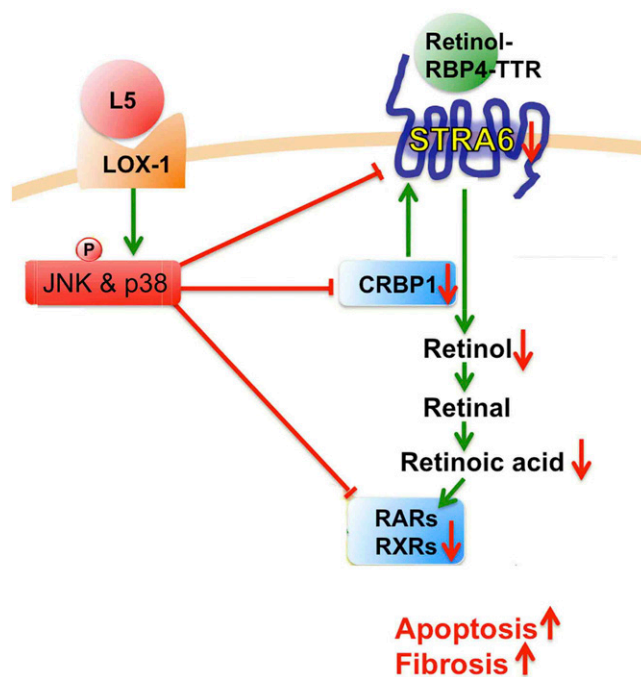 Retinol-
RBP4-TTR
L5
LOX-1
STRA6
P
JNK & p38
CRBP1
Retinol
Retinal
Retinoic acid
RARs
RXRs
Apoptosis
Fibrosis